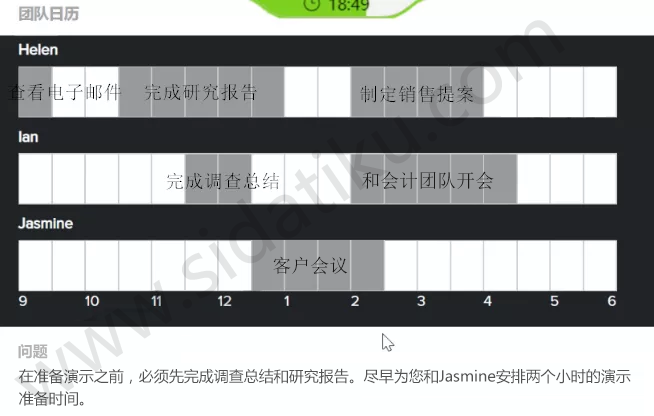 团队日历
18:49
Helen
查看电子邮件 完成研究报告 制定销售提案
Ian
完成调查总结 和会计团队开会
Jasmine
客户会议
9 10 11 12 1 2 3 4 5 6
问题
在准备演示之前，必须先完成调查总结和研究报告。尽早为您和Jasmine安排两个小时的演示
准备时间。
www.sidatiku.com